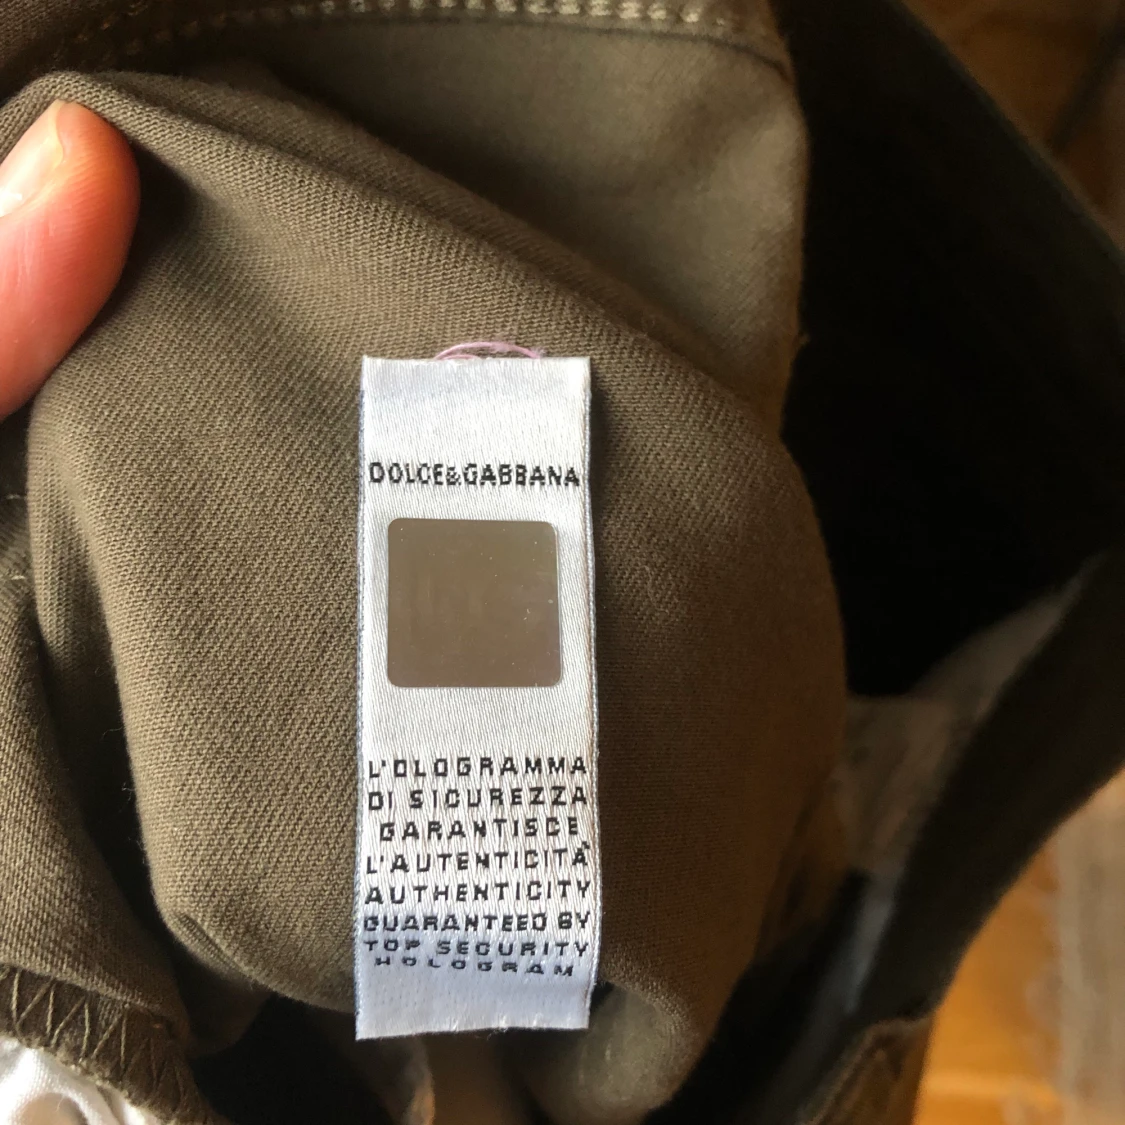 DOLCE&GABBANA
L'OLOGRAMMA
DI SICUREZZA
GARANTISCE
L'AUTENTICITÀ
AUTHENTICITY
GUARANTEED BY
TOP SECURITY
HOLOGRAM